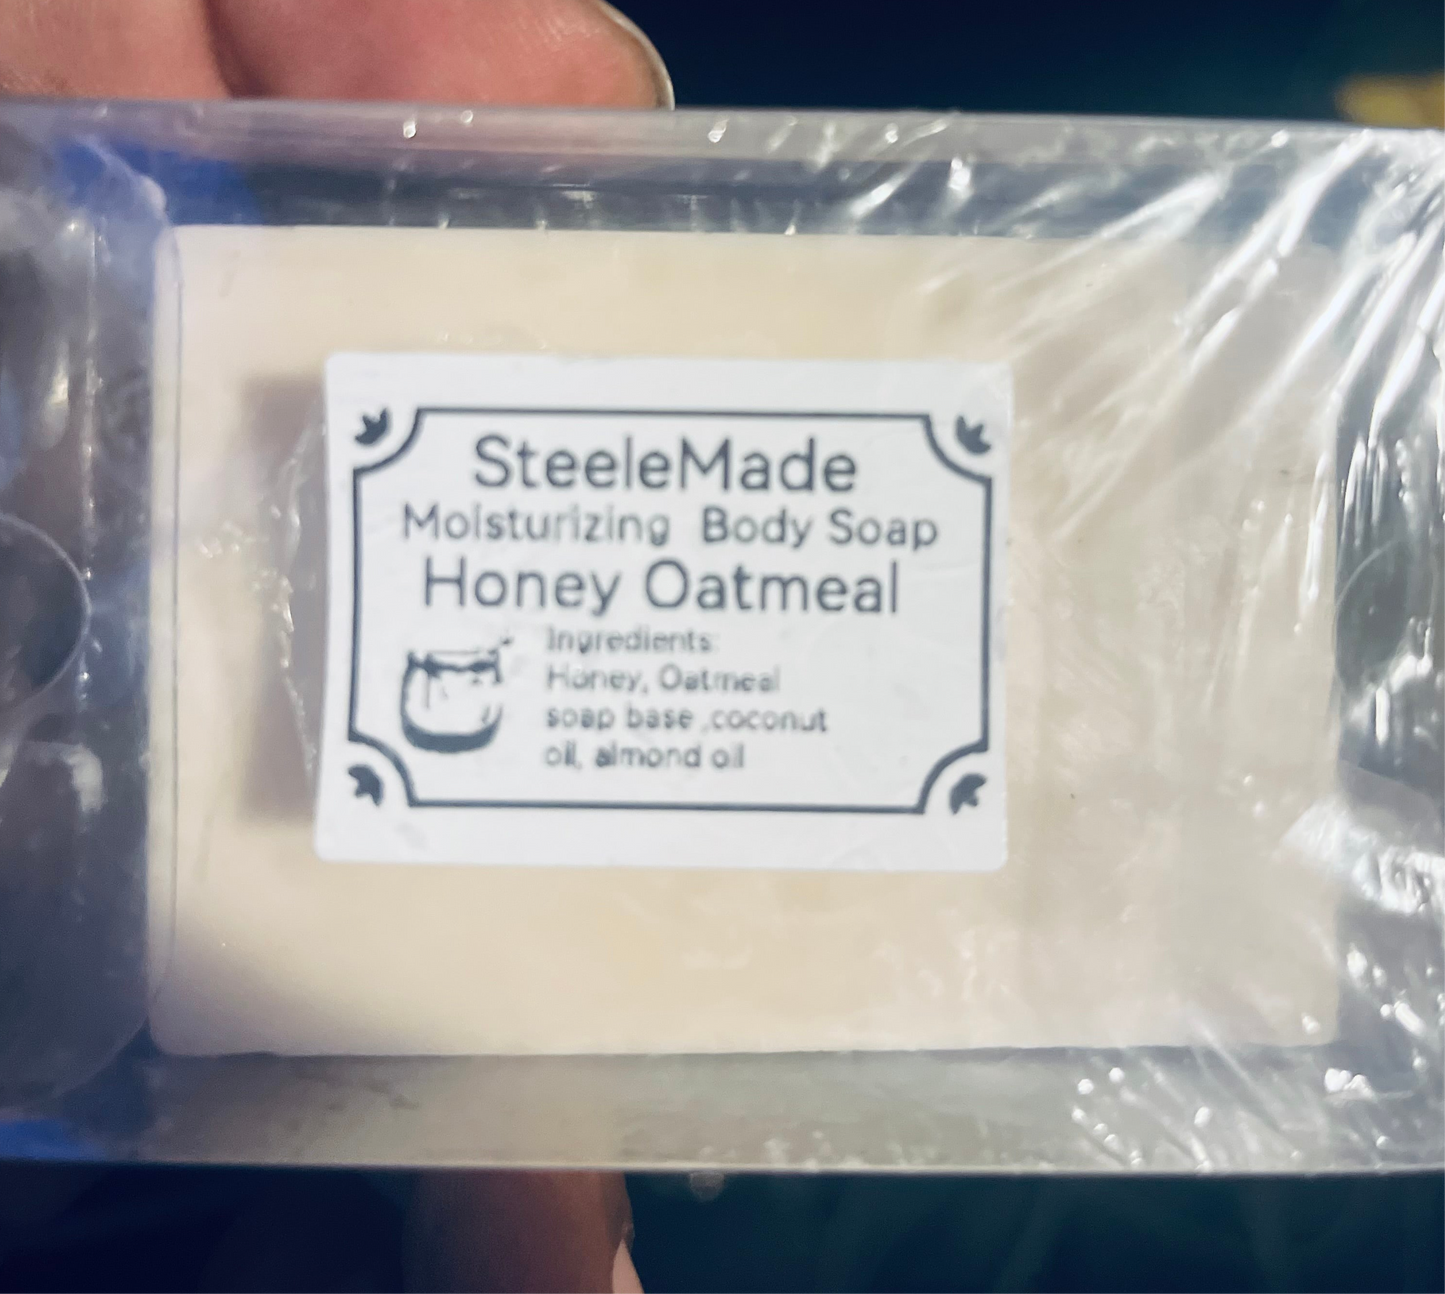 SteeleMade
Moisturizing Body Soap
Honey Oatmeal
Ingredients:
Honey, Oatmeal
soap base ,coconut
oil, almond oil